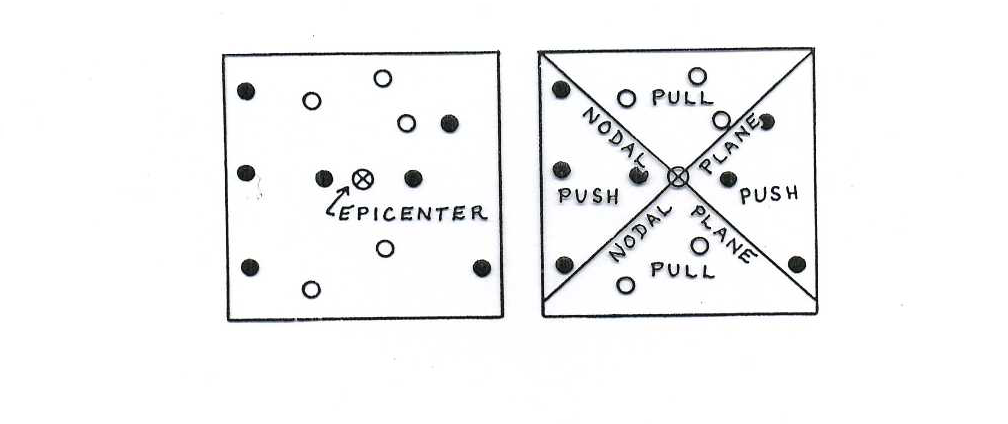 EPICENTER
PULL
NODAL PLANE
PUSH
PUSH
NODAL PLANE
PULL